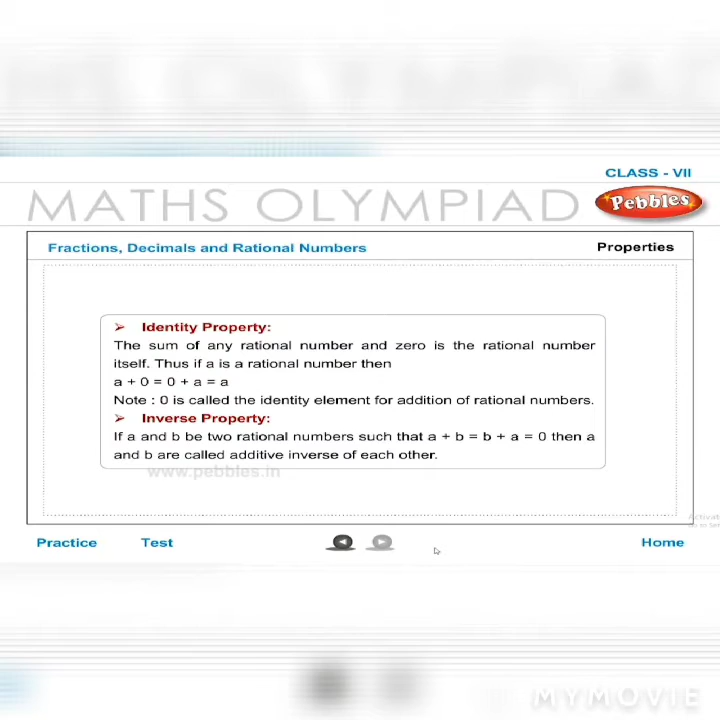 CLASS - VII
MATHS OLYMPIAD
Pebbles
Fractions, Decimals and Rational Numbers
Properties
➢ Identity Property:
The sum of any rational number and zero is the rational number
itself. Thus if a is a rational number then
a + 0 = 0 + a = a
Note : 0 is called the identity element for addition of rational numbers.
➢ Inverse Property:
If a and b be two rational numbers such that a + b = b + a = 0 then a
and b are called additive inverse of each other.
www.pebbles.in
Practice
Test
Home
MYMOVIE